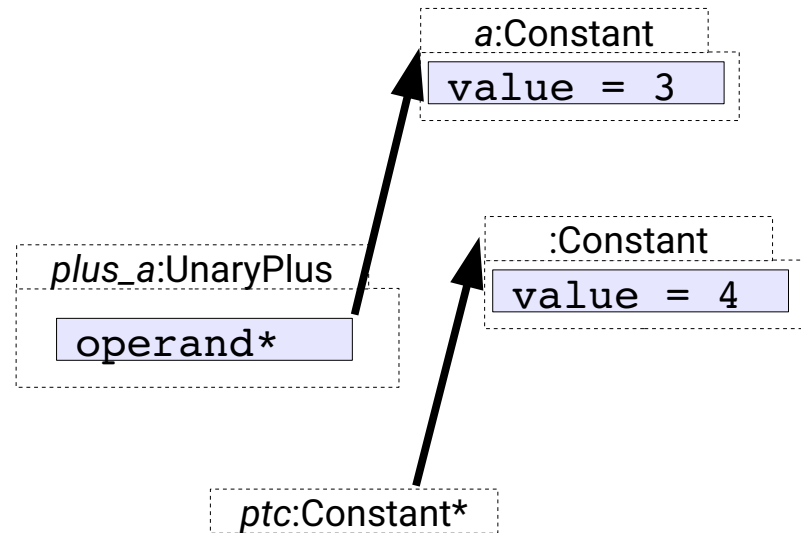 a:Constant
value = 3
:Constant
value = 4
plus_a:UnaryPlus
operand*
ptc:Constant*